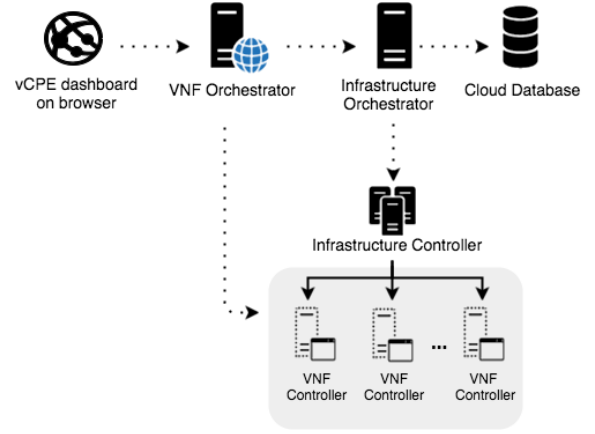 vCPE dashboard
on browser
VNF Orchestrator
Infrastructure
Orchestrator
Cloud Database
Infrastructure Controller
...
VNF
Controller
VNF
Controller
VNF
Controller